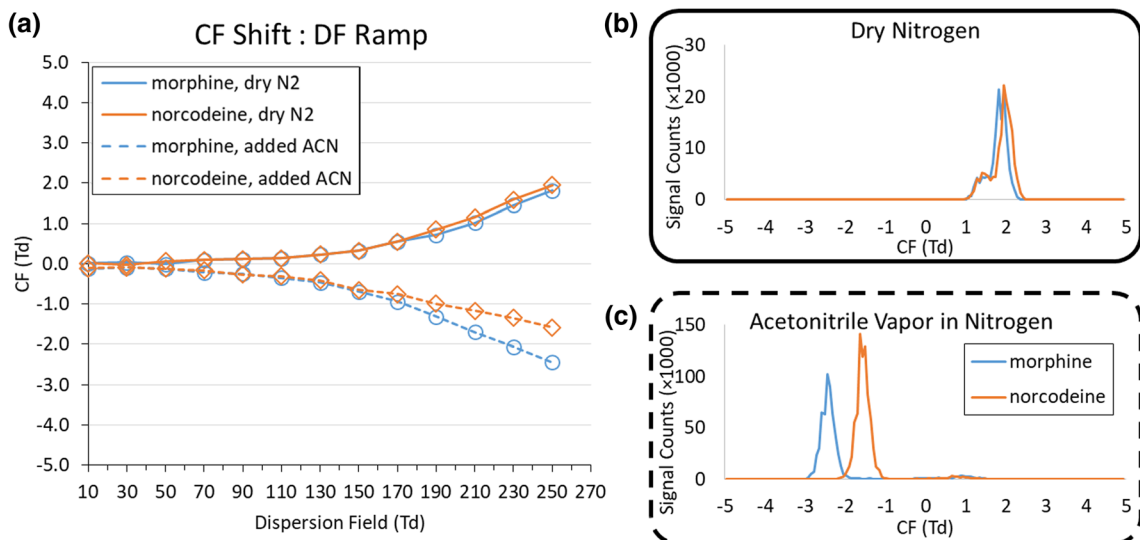 (a)
CF Shift : DF Ramp
5.0
4.0
3.0
2.0
1.0
0.0
-1.0
-2.0
-3.0
-4.0
-5.0
CF (Td)
morphine, dry N2
norcodeine, dry N2
morphine, added ACN
norcodeine, added ACN
10 30 50 70 90 110 130 150 170 190 210 230 250 270
Dispersion Field (Td)
(b)
Dry Nitrogen
Signal Counts (×1000)
30
20
10
0
-5 -4 -3 -2 -1 0 1 2 3 4 5
CF (Td)
(c)
Acetonitrile Vapor in Nitrogen
Signal Counts (×1000)
150
100
50
0
morphine
norcodeine
-5 -4 -3 -2 -1 0 1 2 3 4 5
CF (Td)